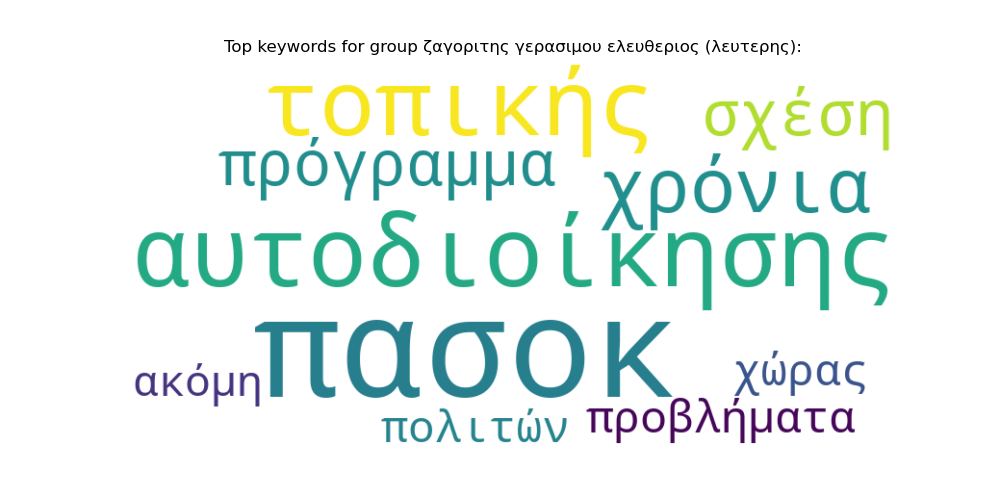 Top keywords for group ζαγοριτης γερασιμου ελευθεριος (λευτερης):
τοπικής
σχέση
πρόγραμμα
χρόνια
αυτοδιοίκησης
πασοκ
ακόμη
χώρας
πολιτών
προβλήματα